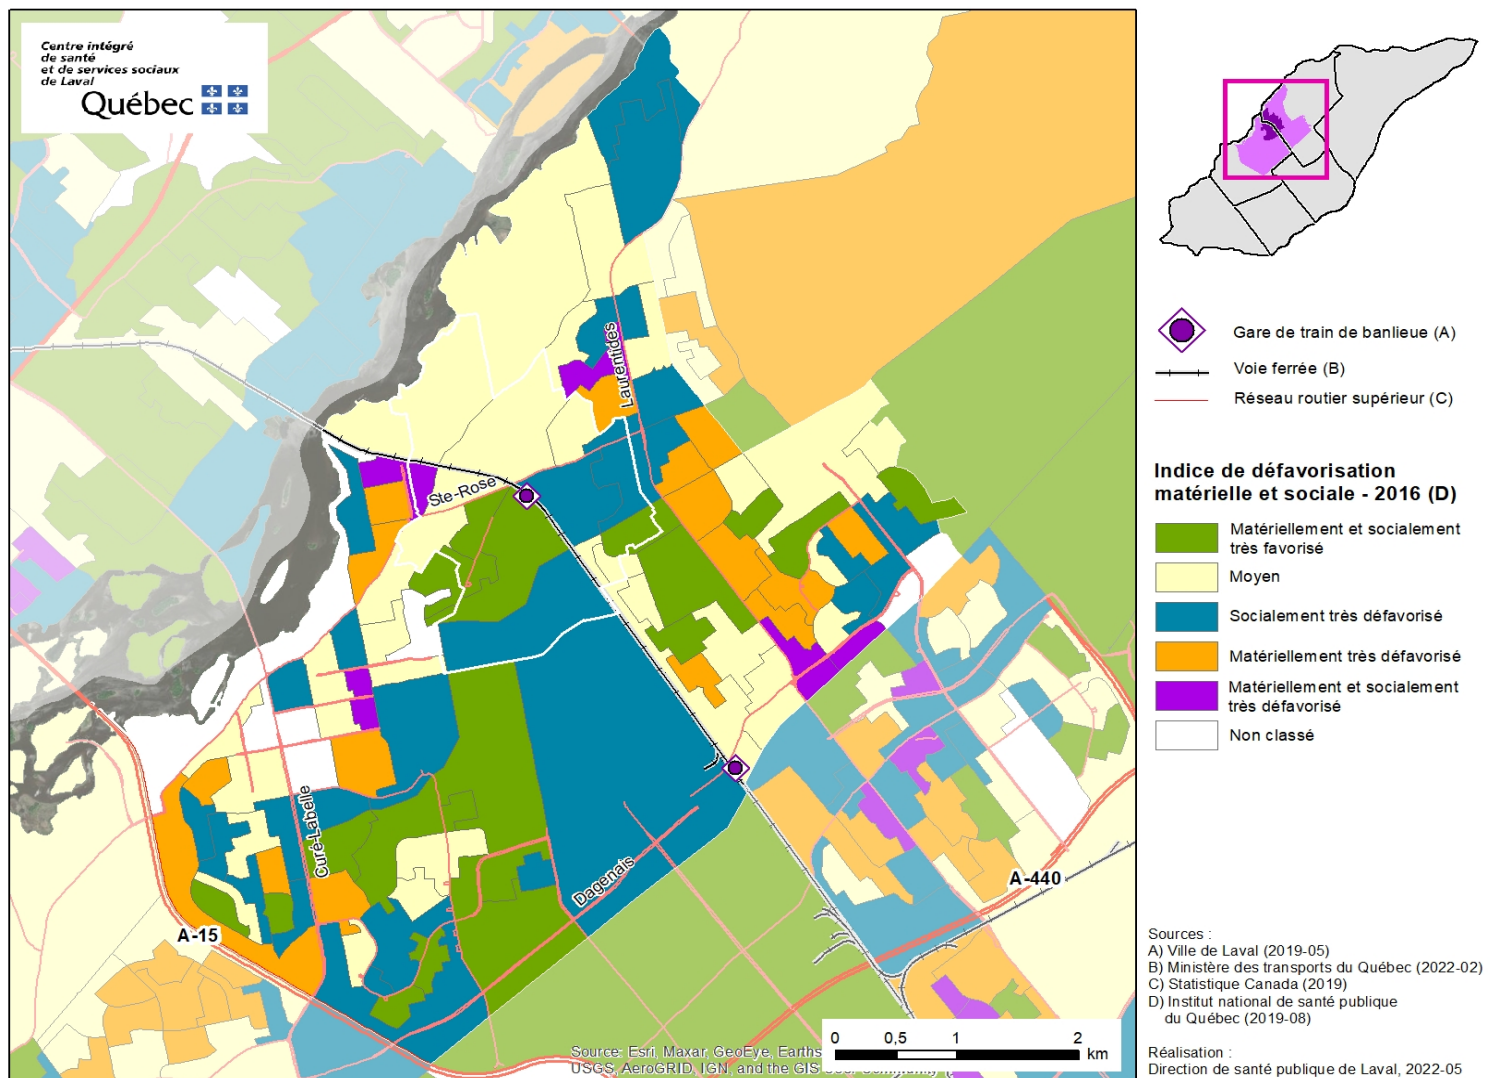 Centre intégré
de santé
et de services sociaux
de Laval
Québec
Laurentides
Ste-Rose
Curé-Labelle
Dagenais
A-15
A-440
Source: Esri, Maxar, GeoEye, Earths
USGS, AeroGRID, IGN, and the GIS
0 0,5 1 2
km
Gare de train de banlieue (A)
Voie ferrée (B)
Réseau routier supérieur (C)
Indice de défavorisation
matérielle et sociale - 2016 (D)
Matériellement et socialement
très favorisé
Moyen
Socialement très défavorisé
Matériellement très défavorisé
Matériellement et socialement
très défavorisé
Non classé
Sources :
A) Ville de Laval (2019-05)
B) Ministère des transports du Québec (2022-02)
C) Statistique Canada (2019)
D) Institut national de santé publique
du Québec (2019-08)
Réalisation :
Direction de santé publique de Laval, 2022-05